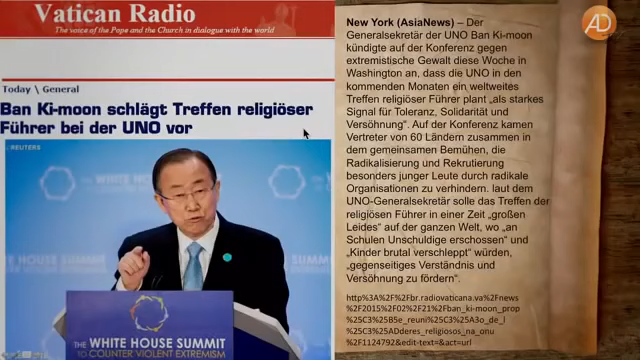 Vatican Radio
The voice of the Pope and the Church in dialogue with the world
Today \ General
Ban Ki-moon schlägt Treffen religiöser
Führer bei der UNO vor
REUTERS
THE WHITE HOUSE SUMMIT
TO COUNTER VIOLENT EXTREMISM
New York (AsiaNews) – Der
Generalsekretär der UNO Ban Ki-moon
kündigte auf der Konferenz gegen
extremistische Gewalt diese Woche in
Washington an, dass die UNO in den
kommenden Monaten ein weltweites
Treffen religiöser Führer plant „als starkes
Signal für Toleranz, Solidarität und
Versöhnung“. Auf der Konferenz kamen
Vertreter von 60 Ländern zusammen in
dem gemeinsamen Bemühen, die
Radikalisierung und Rekrutierung
besonders junger Leute durch radikale
Organisationen zu verhindern. laut dem
UNO-Generalsekretär solle das Treffen der
religiösen Führer in einer Zeit „großen
Leides“ auf der ganzen Welt, wo „an
Schulen Unschuldige erschossen“ und
„Kinder brutal verschleppt“ würden,
„gegenseitiges Verständnis und
Versöhnung zu fördern“.
http%3A%2F%2Fbr.radiovaticana.va%2Fnews
%2F2015%2F02%2F21%2Fban_ki-moon_prop
%25C3%25B5e_reuni%25C3%25A3o_de_l
%25C3%25ADderes_religiosos_na_onu
%2F1124792&edit-text=&act=url
AD